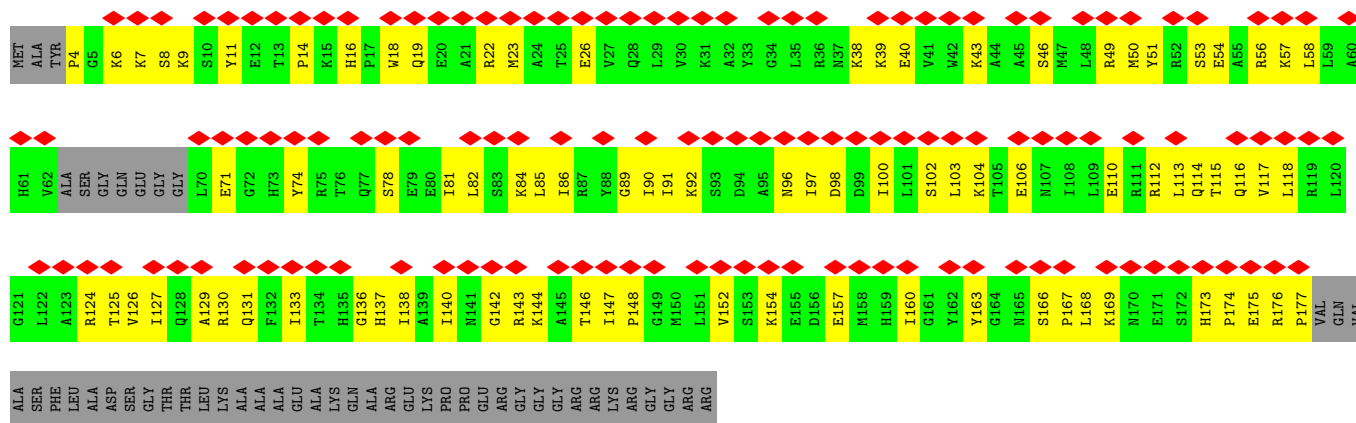 MET ALA TYR P4 G5 K6 K7 S8 K9 S10 Y11 E12 T13 P14 K15 H16 P17 W18 Q19 E20 A21 R22 M23 A24 T25 E26 V27 Q28 L29 V30 K31 A32 Y33 G34 L35 R36 N37 K38 K39 E40 V41 W42 K43 A44 A45 S46 M47 L48 R49 M50 Y51 R52 S53 E54 A55 R56 K57 L58 L59 A60
H61 V62 ALA SER GLY GLN GLU GLY GLY L70 E71 G72 H73 Y74 R75 T76 Q77 S78 E79 E80 I81 L82 S83 K84 L85 I86 R87 Y88 G89 I90 I91 K92 S93 D94 A95 N96 I97 D98 D99 I100 L101 S102 L103 K104 T105 E106 N107 I108 L109 E110 R111 R112 L113 Q114 T115 Q116 V117 L118 R119 L120
G121 L122 A123 R124 T125 V126 I127 Q128 A129 R130 Q131 F132 I133 T134 H135 G136 H137 I138 A139 I140 N141 G142 R143 K144 A145 T146 I147 P148 G149 M150 L151 V152 S153 K154 E155 D156 E157 M158 H159 I160 G161 Y162 Y163 G164 N165 S166 P167 L168 K169 N170 E171 S172 H173 P174 E175 R176 P177 VAL GLN VAL
ALA SER PHE LEU ALA ASP SER GLY THR THR LEU LYS ALA ALA ALA GLU ALA LYS GLN ALA ARG GLU LYS PRO PRO GLU ARG GLY GLY GLY ARG ARG LYS ARG GLY GLY ARG ARG